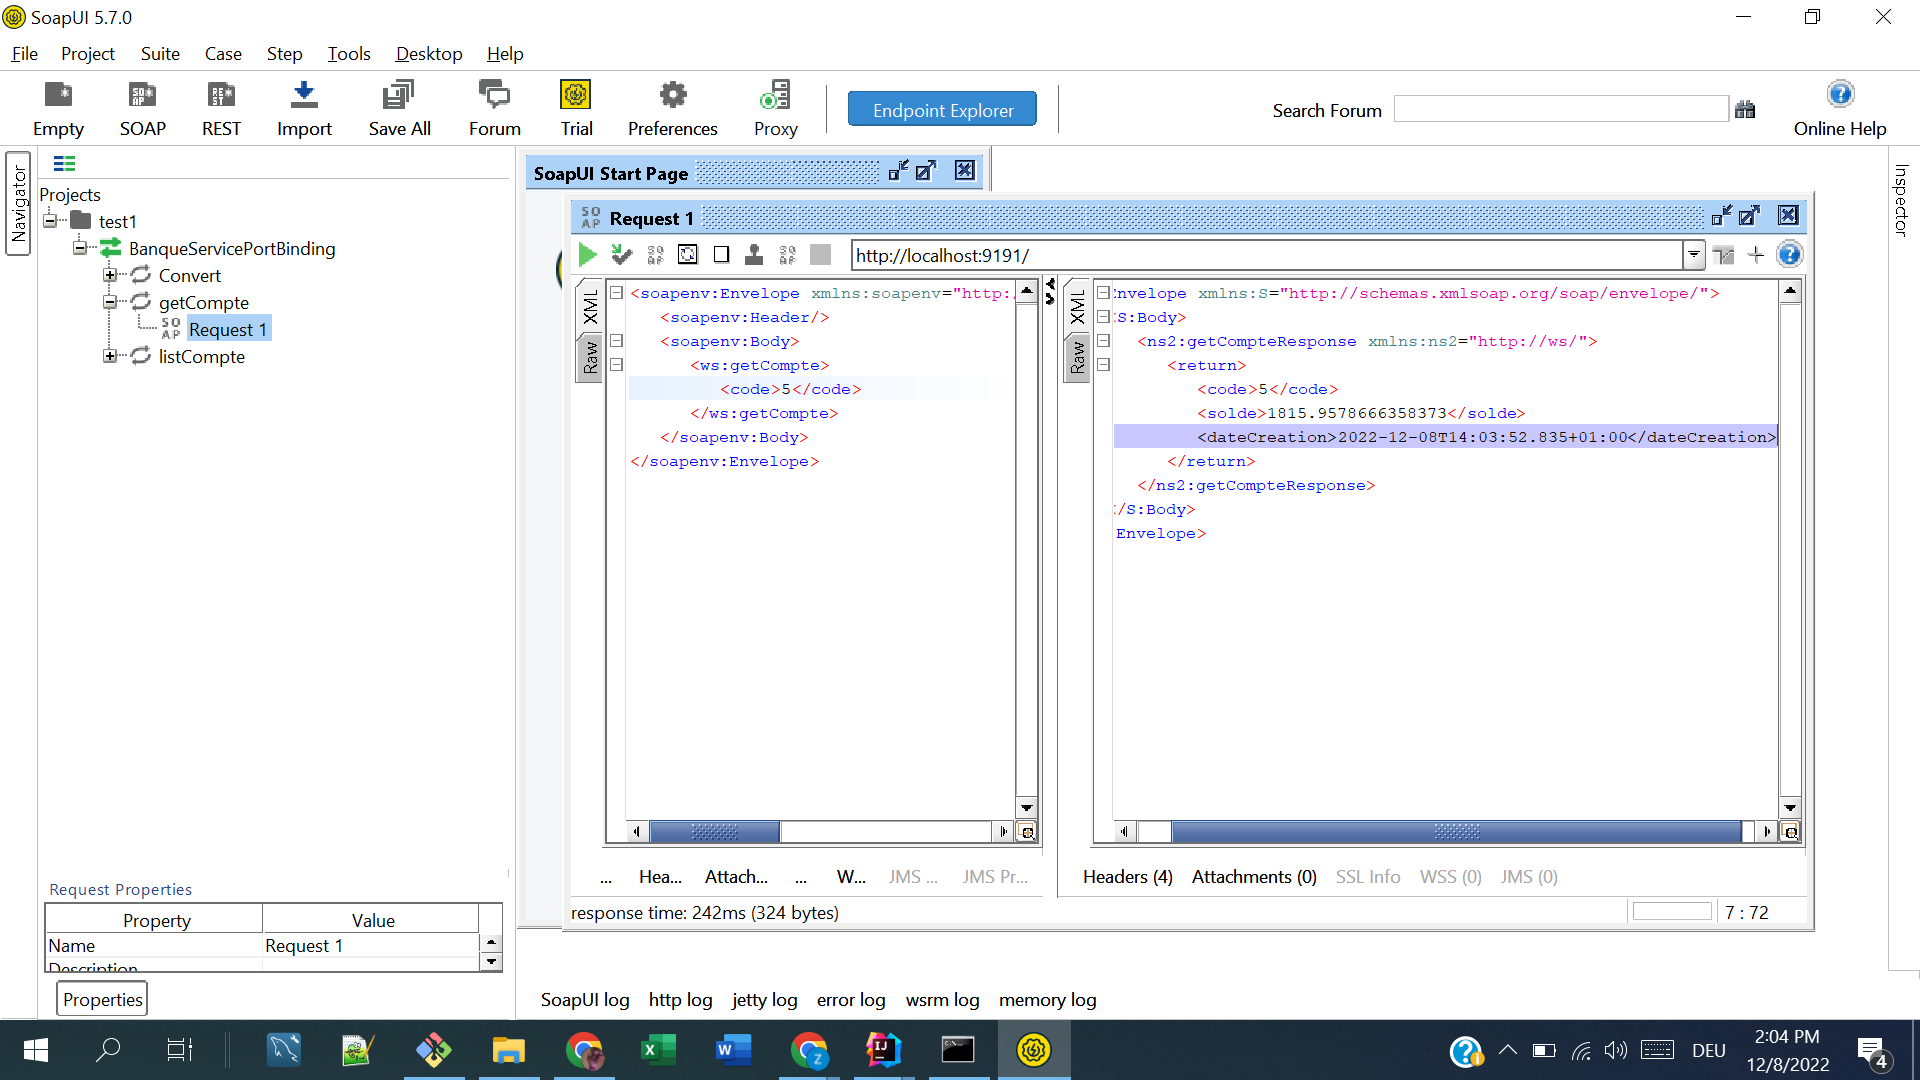 SoapUI 5.7.0
File Project Suite Case Step Tools Desktop Help
Empty SOAP REST Import Save All Forum Trial Preferences Proxy Endpoint Explorer Search Forum Online Help
Navigator
Projects
test1
BanqueServicePortBinding
Convert
getCompte
Request 1
listCompte
SoapUI Start Page
Request 1
http://localhost:9191/
XML
Raw
<soapenv:Envelope xmlns:soapenv="http:/
<soapenv:Header/>
<soapenv:Body>
<ws:getCompte>
<code>5</code>
</ws:getCompte>
</soapenv:Body>
</soapenv:Envelope>
XML
Raw
Envelope xmlns:S="http://schemas.xmlsoap.org/soap/envelope/">
S:Body>
<ns2:getCompteResponse xmlns:ns2="http://ws/">
<return>
<code>5</code>
<solde>1815.9578666358373</solde>
<dateCreation>2022-12-08T14:03:52.835+01:00</dateCreation>
</return>
</ns2:getCompteResponse>
/S:Body>
Envelope>
Inspector
... Hea... Attach... ... W... JMS ... JMS Pr...
Headers (4) Attachments (0) SSL Info WSS (0) JMS (0)
response time: 242ms (324 bytes)
7 : 72
Request Properties
Property Value
Name Request 1
Description
Properties
SoapUI log http log jetty log error log wsrm log memory log
DEU
2:04 PM
12/8/2022
4